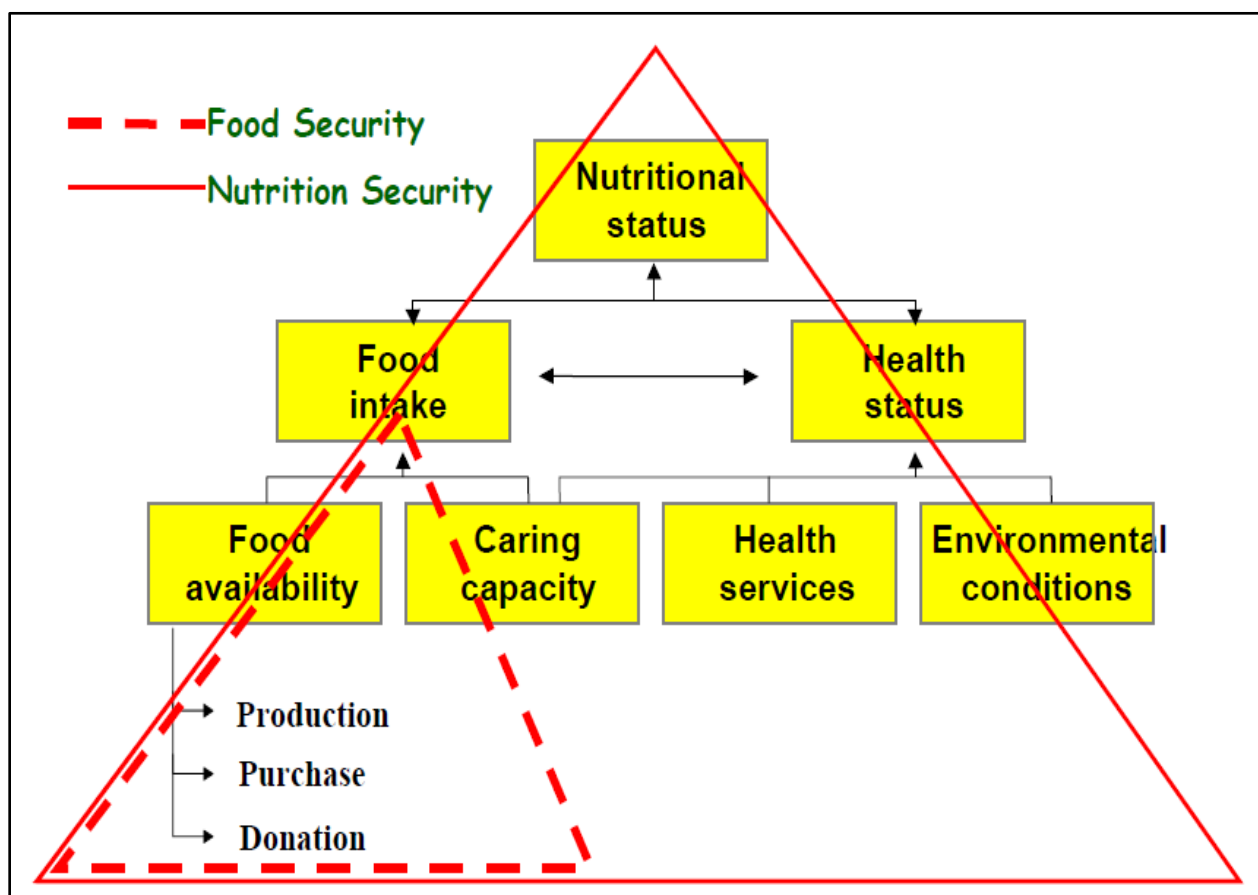 Food Security
Nutrition Security
Nutritional
status
Food
intake
Health
status
Food
availability
Caring
capacity
Health
services
Environmental
conditions
Production
Purchase
Donation